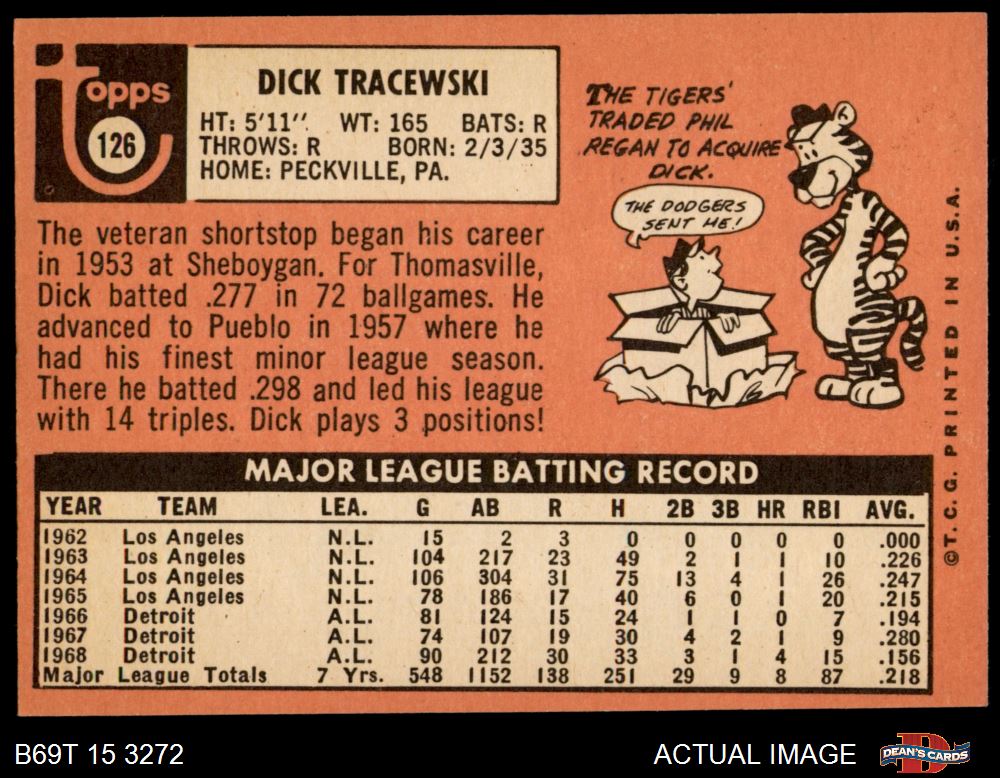 topps
126
DICK TRACEWSKI
HT: 5'11" WT: 165 BATS: R
THROWS: R BORN: 2/3/35
HOME: PECKVILLE, PA.
THE TIGERS'
TRADED PHIL
REGAN TO ACQUIRE
DICK.
THE DODGERS
SENT ME!
The veteran shortstop began his career
in 1953 at Sheboygan. For Thomasville,
Dick batted .277 in 72 ballgames. He
advanced to Pueblo in 1957 where he
had his finest minor league season.
There he batted .298 and led his league
with 14 triples. Dick plays 3 positions!
MAJOR LEAGUE BATTING RECORD
YEAR TEAM LEA. G AB R H 2B 3B HR RBI AVG.
1962 Los Angeles N.L. 15 2 3 0 0 0 0 0 .000
1963 Los Angeles N.L. 104 217 23 49 2 1 1 10 .226
1964 Los Angeles N.L. 106 304 31 75 13 4 1 26 .247
1965 Los Angeles N.L. 78 186 17 40 6 0 1 20 .215
1966 Detroit A.L. 81 124 15 24 1 1 0 7 .194
1967 Detroit A.L. 74 107 19 30 4 2 1 9 .280
1968 Detroit A.L. 90 212 30 33 3 1 4 15 .156
Major League Totals 7 Yrs. 548 1152 138 251 29 9 8 87 .218
©T.C.G. PRINTED IN U.S.A.
B69T 15 3272
ACTUAL IMAGE
DEAN'S CARDS